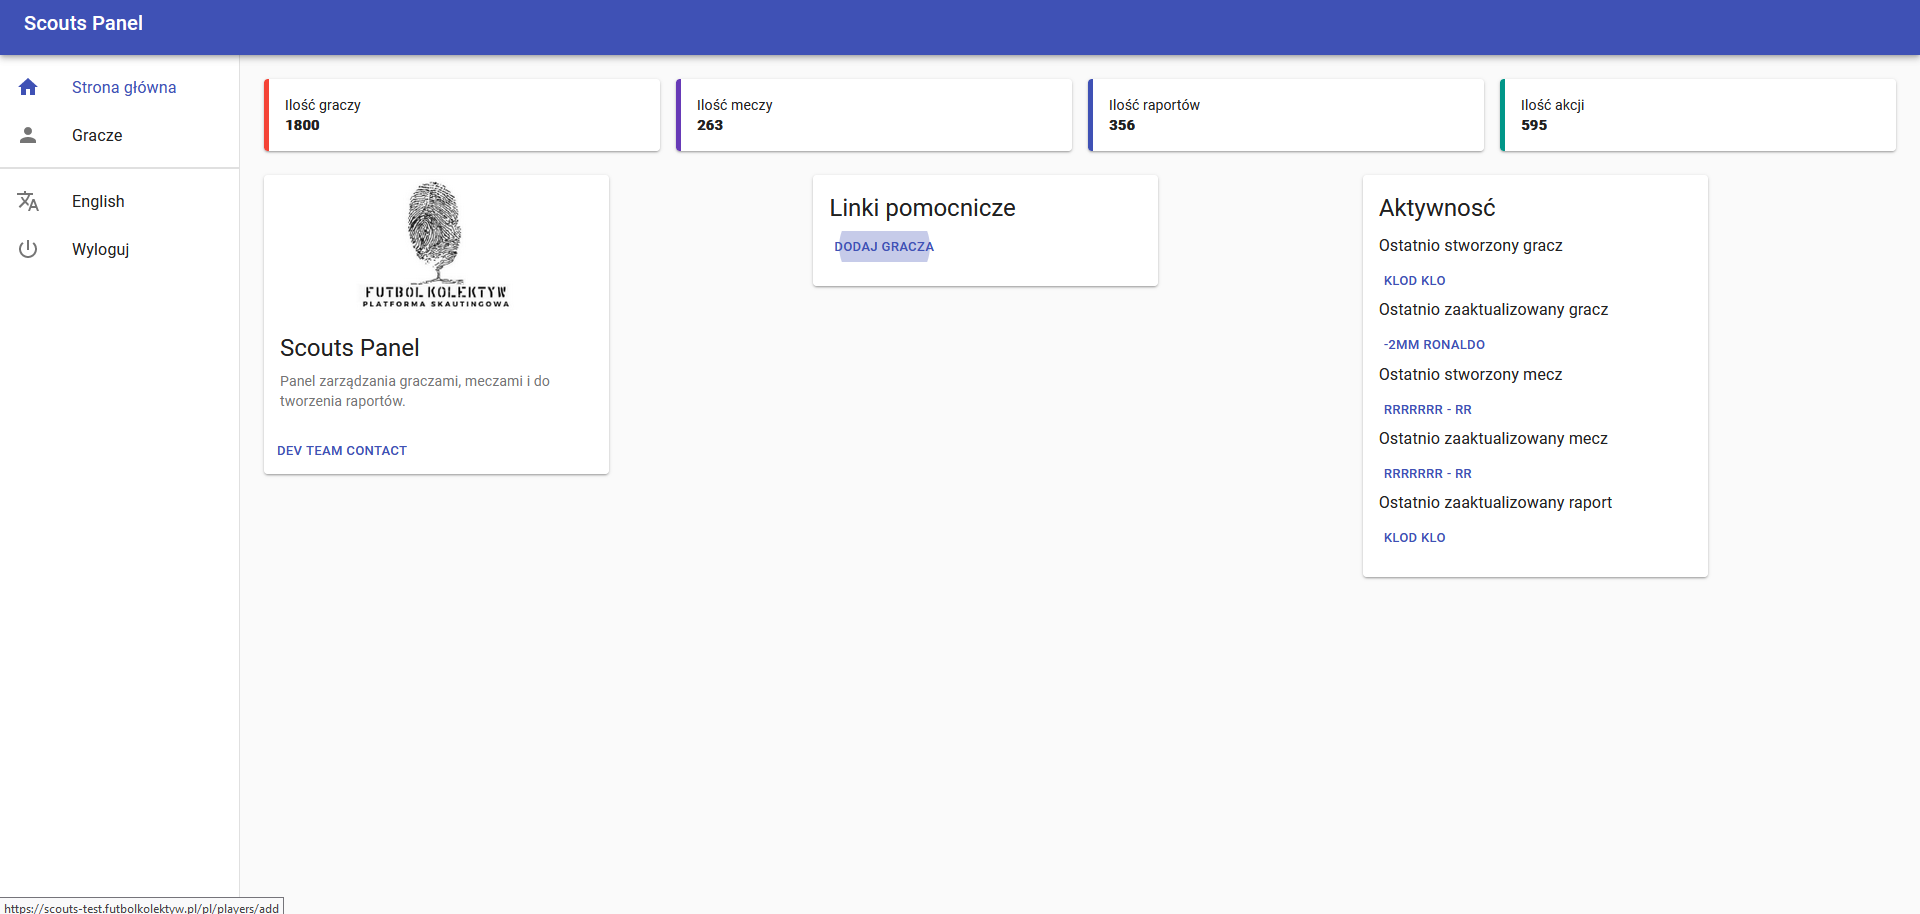 Scouts Panel
Strona główna
Gracze
English
Wyloguj
Ilość graczy
1800
Ilość meczy
263
Ilość raportów
356
Ilość akcji
595
FUTBOL KOLEKTYW
PLATFORMA SKAUTINGOWA
Scouts Panel
Panel zarządzania graczami, meczami i do
tworzenia raportów.
DEV TEAM CONTACT
Linki pomocnicze
DODAJ GRACZA
Aktywnosć
Ostatnio stworzony gracz
KLOD KLO
Ostatnio zaaktualizowany gracz
-2MM RONALDO
Ostatnio stworzony mecz
RRRRRRR - RR
Ostatnio zaaktualizowany mecz
RRRRRRR - RR
Ostatnio zaaktualizowany raport
KLOD KLO
https://scouts-test.futbolkolektyw.pl/pl/players/add